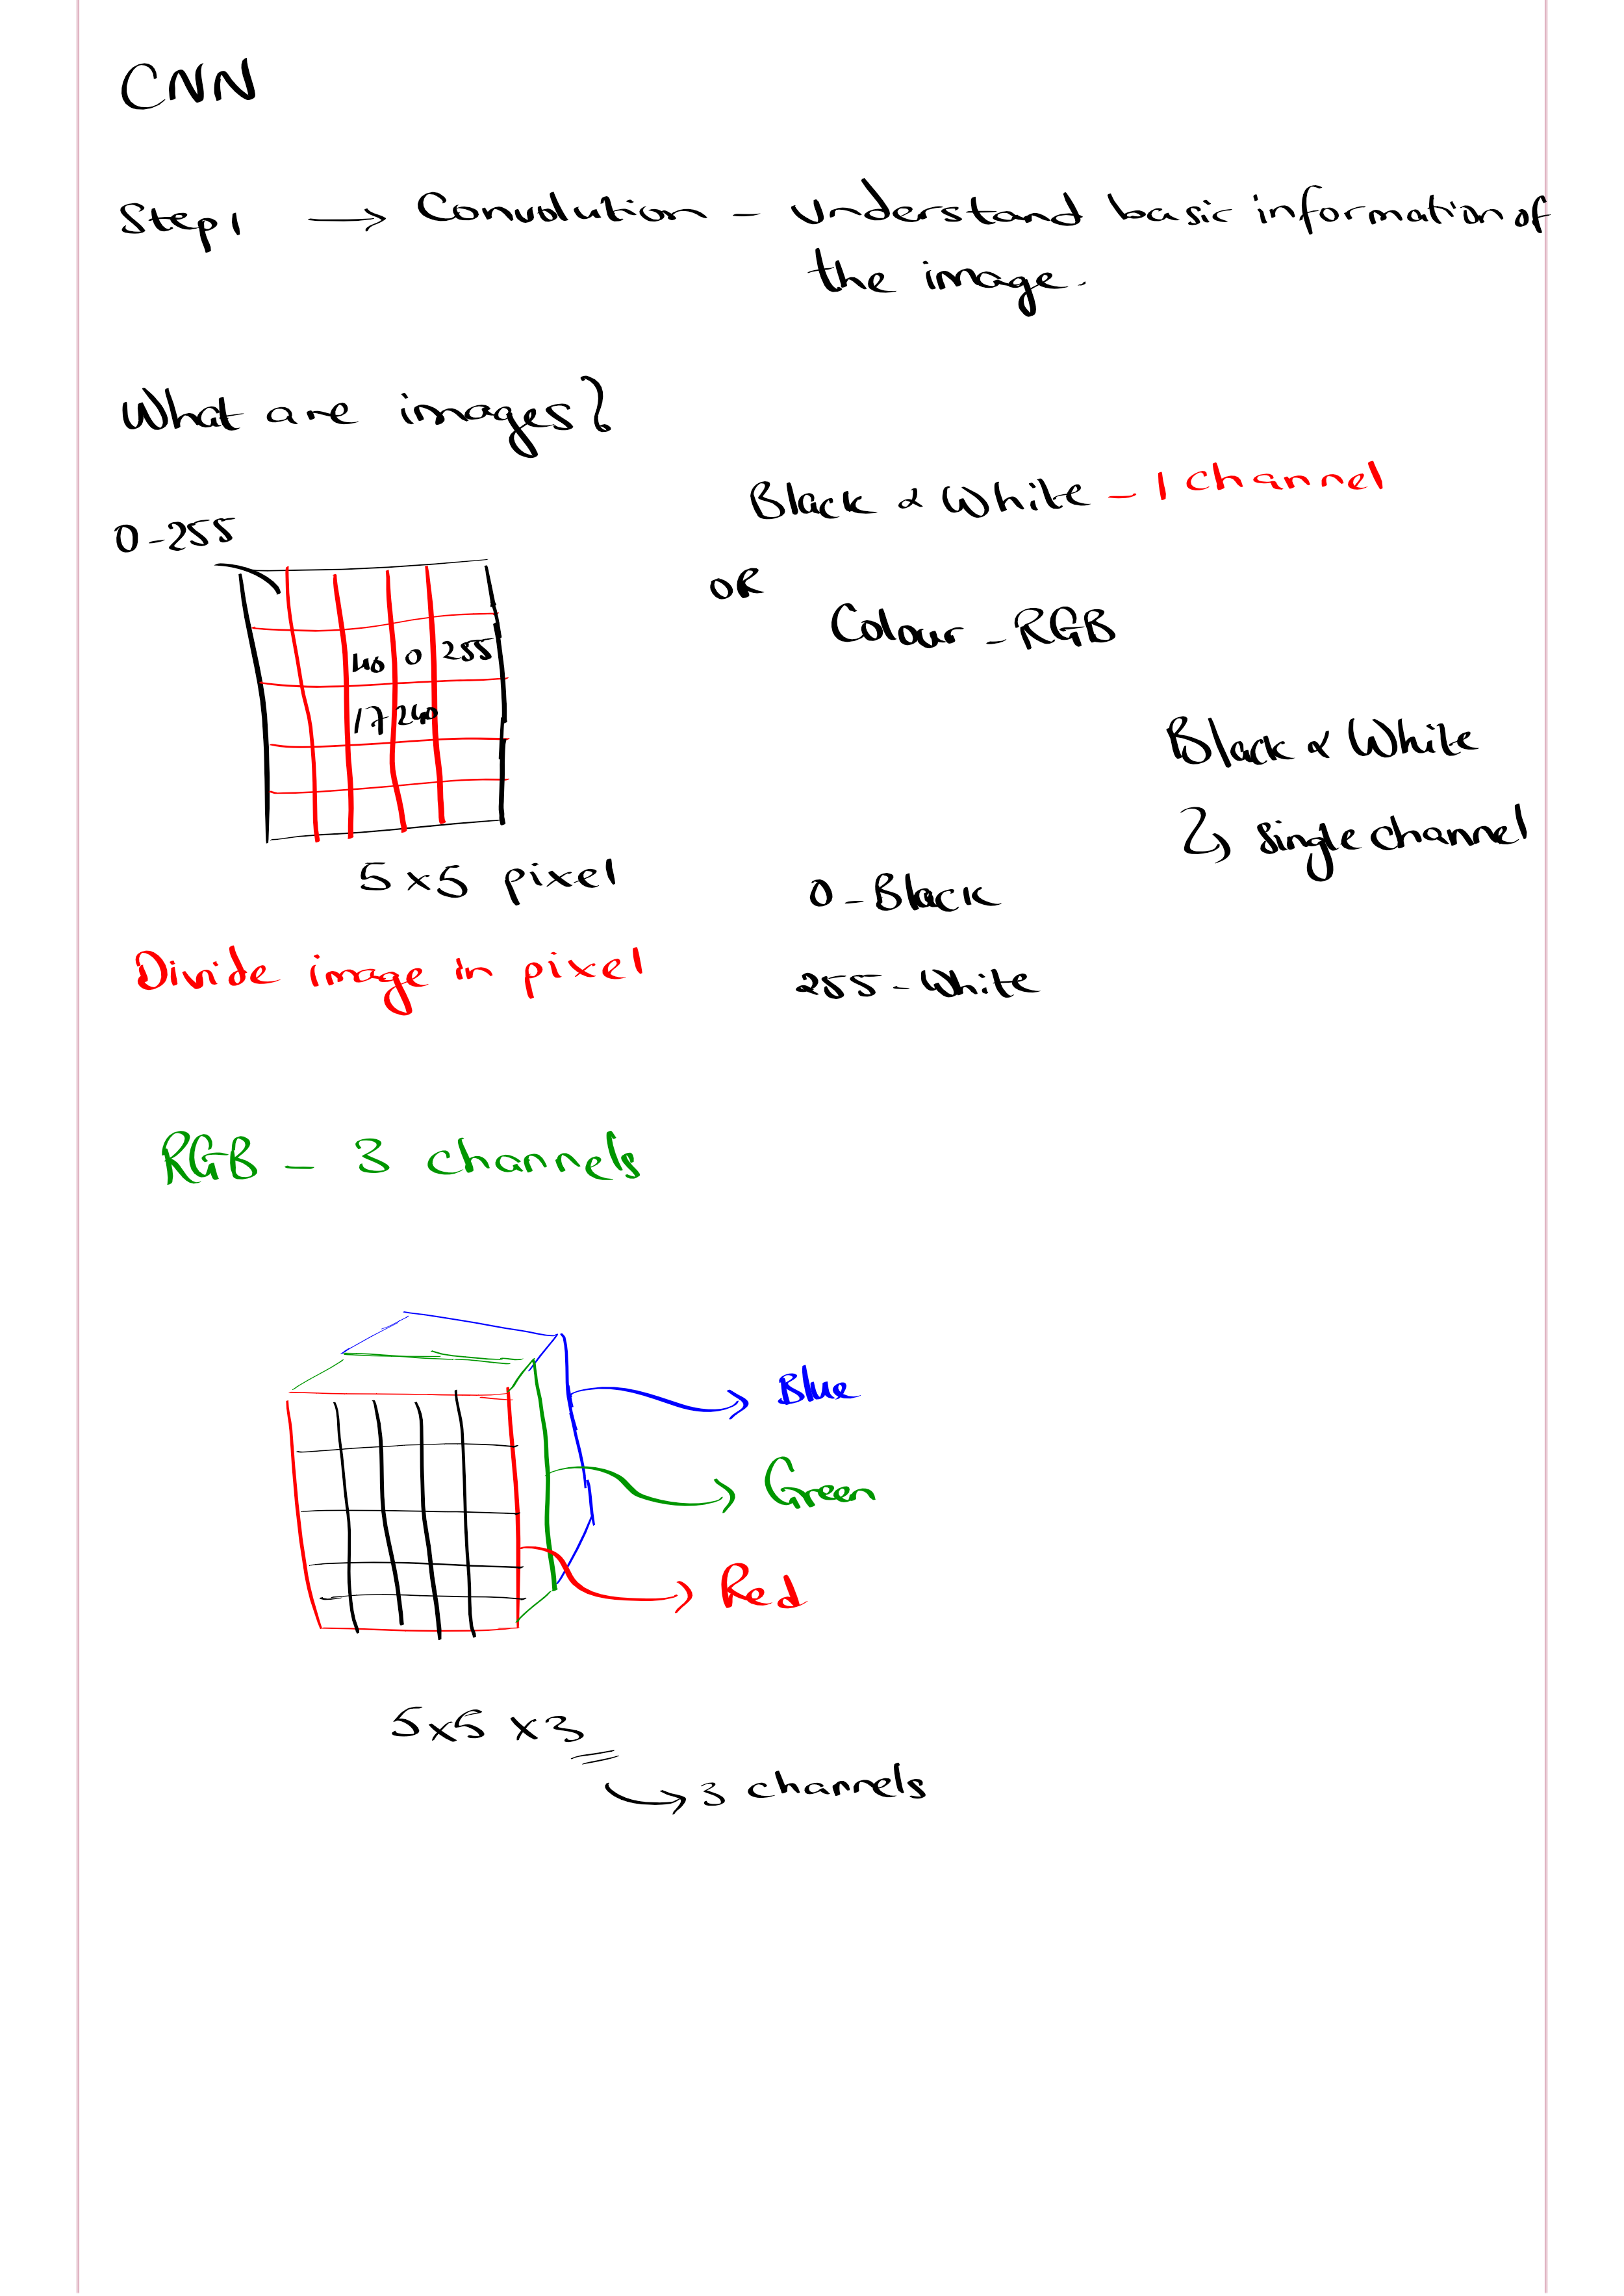 CNN
Step 1 → Convolution - Understand basic information of
the image.
What are images?
Black & White - 1 channel
0-255
OR
Colour - RGB
40 0 255
17 240
Black & White
↳ Single channel
5×5 pixel
0 - Black
Divide image in pixel
255 - White
RGB - 3 channels
Blue
Green
Red
5×5×3
→ 3 channels